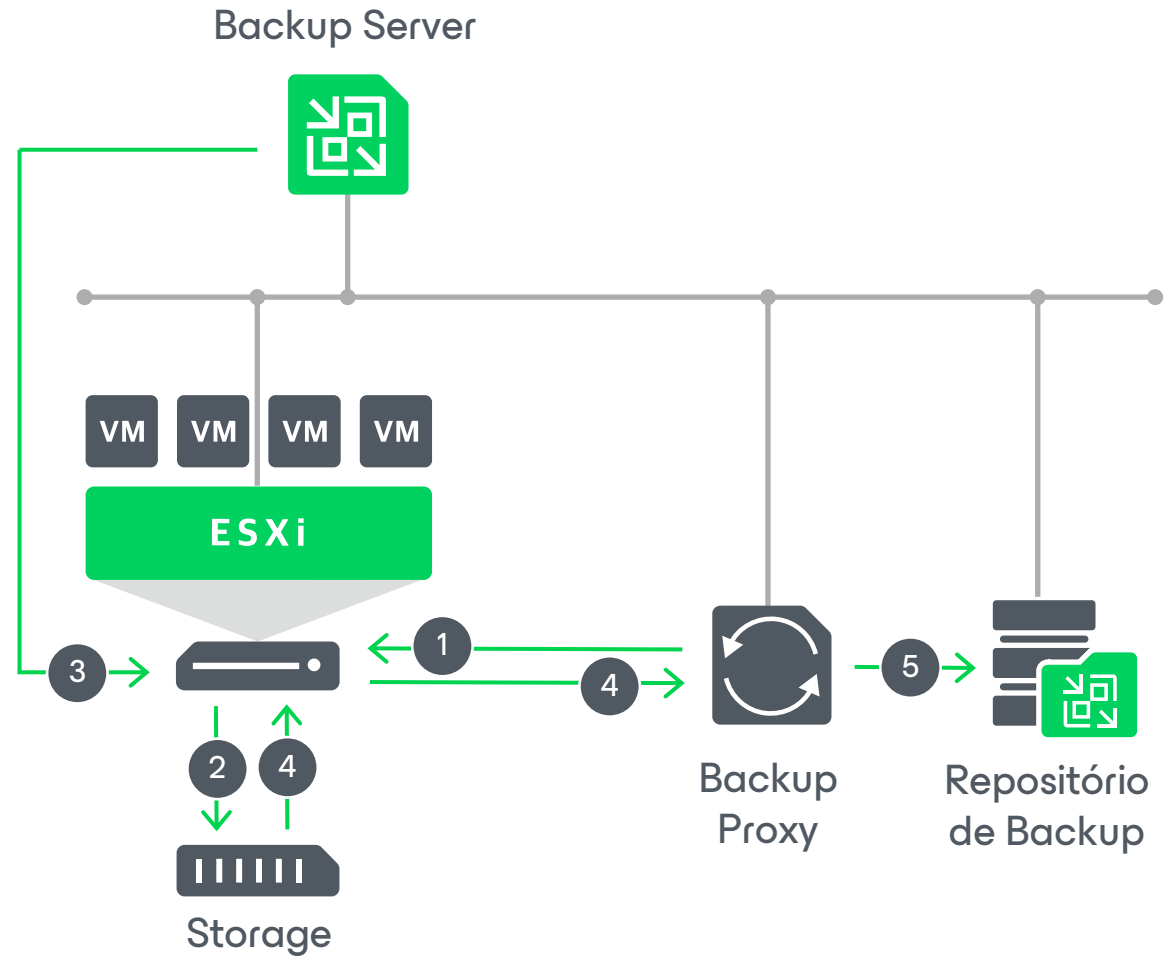 Backup Server
VM VM VM VM
ESXi
1
3
4
5
2 4
Backup
Proxy
Repositório
de Backup
Storage